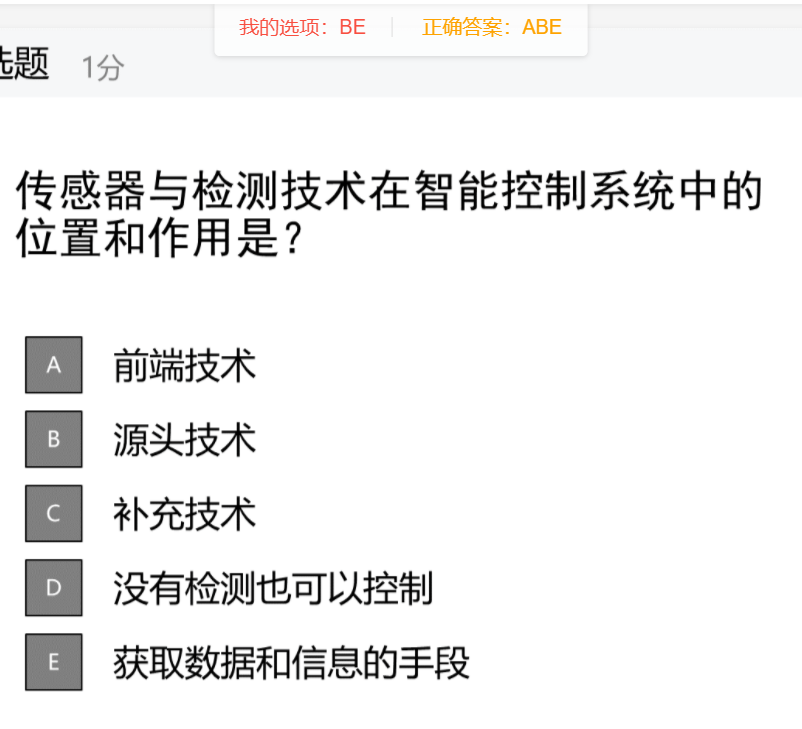 我的选项：BE 正确答案：ABE
选题 1分
传感器与检测技术在智能控制系统中的
位置和作用是？
A 前端技术
B 源头技术
C 补充技术
D 没有检测也可以控制
E 获取数据和信息的手段